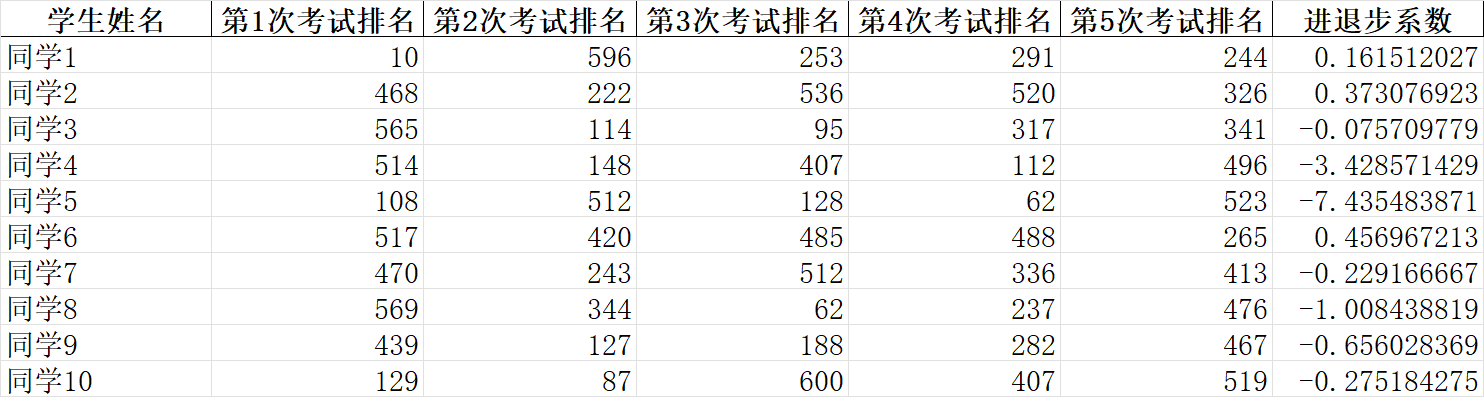 学生姓名 第1次考试排名 第2次考试排名 第3次考试排名 第4次考试排名 第5次考试排名 进退步系数
同学1 10 596 253 291 244 0.161512027
同学2 468 222 536 520 326 0.373076923
同学3 565 114 95 317 341 -0.075709779
同学4 514 148 407 112 496 -3.428571429
同学5 108 512 128 62 523 -7.435483871
同学6 517 420 485 488 265 0.456967213
同学7 470 243 512 336 413 -0.229166667
同学8 569 344 62 237 476 -1.008438819
同学9 439 127 188 282 467 -0.656028369
同学10 129 87 600 407 519 -0.275184275